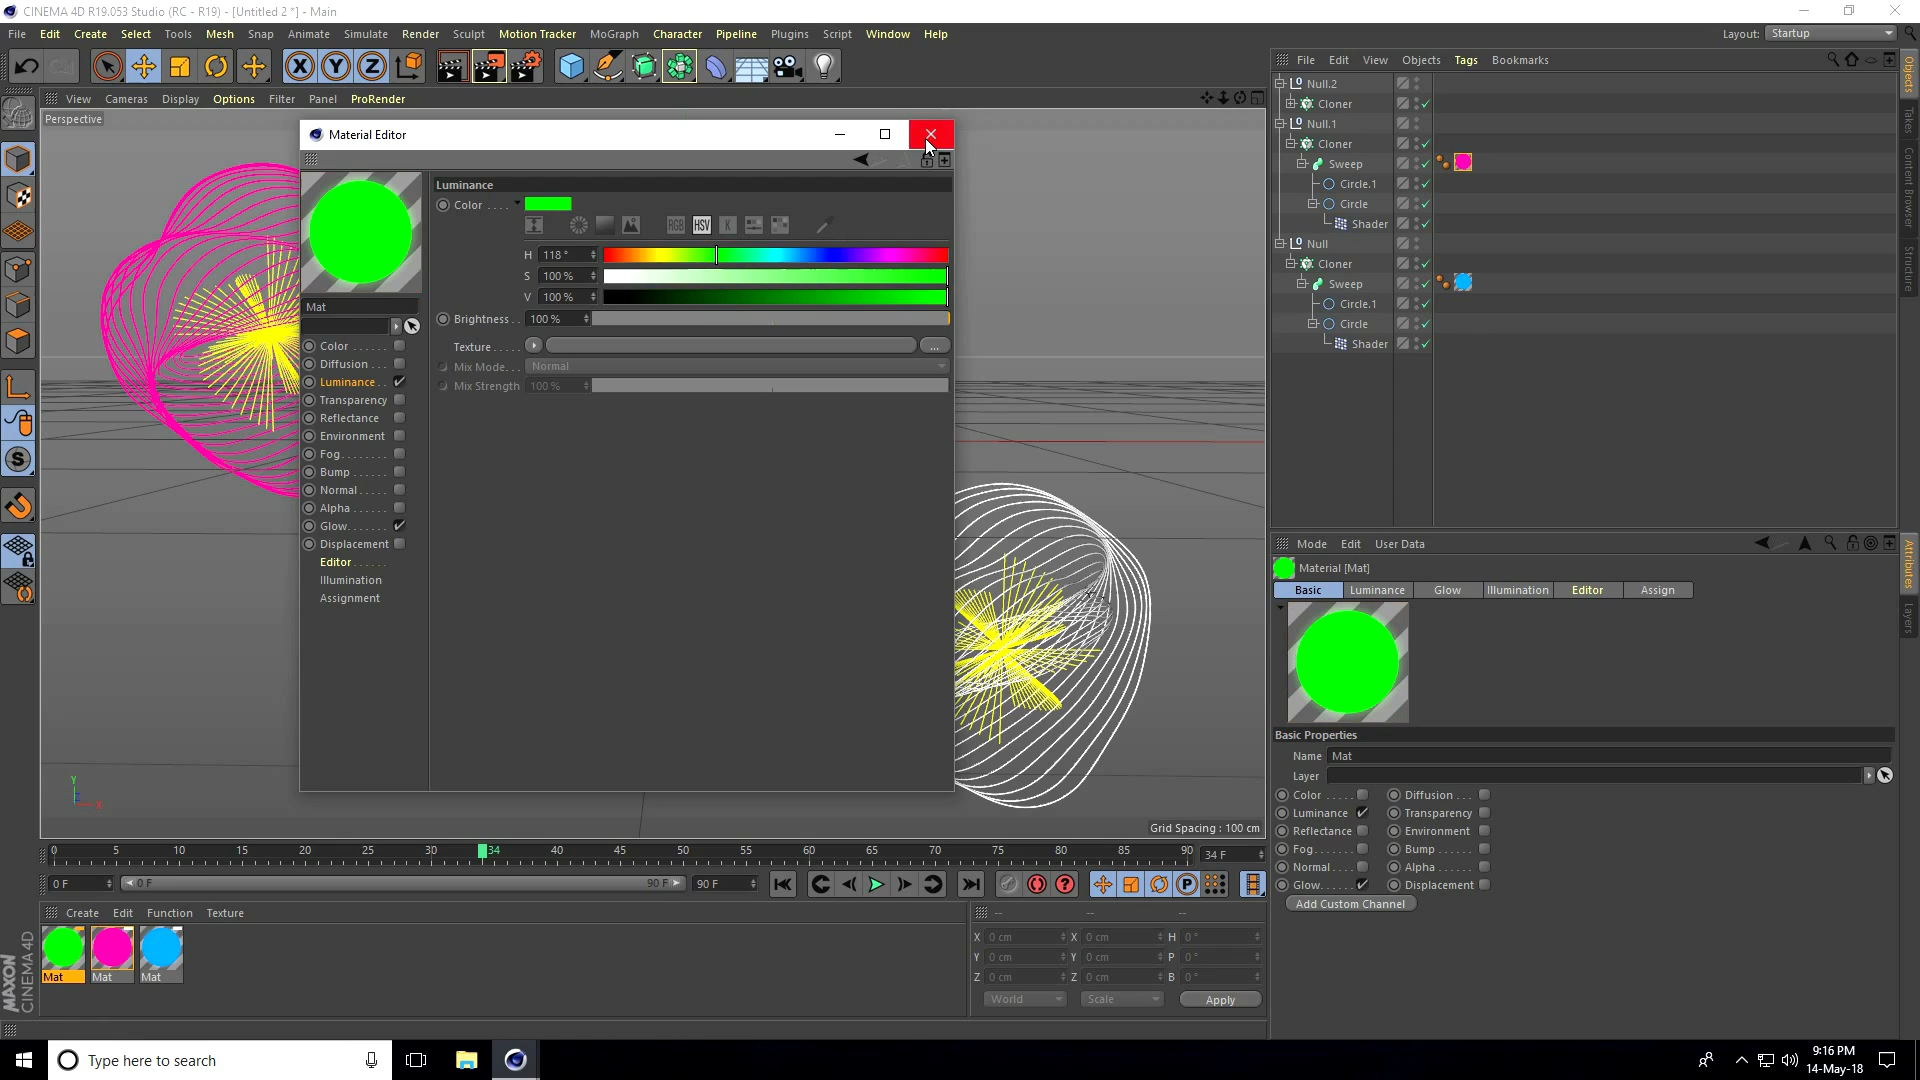 CINEMA 4D R19.053 Studio (RC - R19) - [Untitled 2 *] - Main
File Edit Create Select Tools Mesh Snap Animate Simulate Render Sculpt Motion Tracker MoGraph Character Pipeline Plugins Script Window Help
Layout: Startup
View Cameras Display Options Filter Panel ProRender
Perspective
Material Editor
Luminance
Color . . . .
RGB HSV K
H 118 °
S 100 %
V 100 %
Brightness . . 100 %
Texture . . . . . ...
Mix Mode. . . Normal
Mix Strength 100 %
Mat
Color
Diffusion
Luminance
Transparency
Reflectance
Environment
Fog
Bump
Normal
Alpha
Glow
Displacement
Editor
Illumination
Assignment
Grid Spacing : 100 cm
File Edit View Objects Tags Bookmarks
Null.2
Cloner
Null.1
Cloner
Sweep
Circle.1
Circle
Shader
Null
Cloner
Sweep
Circle.1
Circle
Shader
Objects
Takes
Content Browser
Structure
Mode Edit User Data
Material [Mat]
Basic Luminance Glow Illumination Editor Assign
Basic Properties
Name Mat
Layer
Color . . . . . Diffusion . . .
Luminance Transparency
Reflectance Environment
Fog. . . . . . . Bump . . . . . .
Normal. . . . Alpha . . . . . .
Glow. . . . . . Displacement
Add Custom Channel
Attributes
Layers
0 5 10 15 20 25 30 34 40 45 50 55 60 65 70 75 80 85 90 34 F
0 F 0 F 90 F 90 F
Create Edit Function Texture
Mat Mat Mat
-- -- --
X 0 cm X 0 cm H 0 °
Y 0 cm Y 0 cm P 0 °
Z 0 cm Z 0 cm B 0 °
World Scale Apply
MAXON
CINEMA 4D
Y
X
Type here to search
9:16 PM
14-May-18